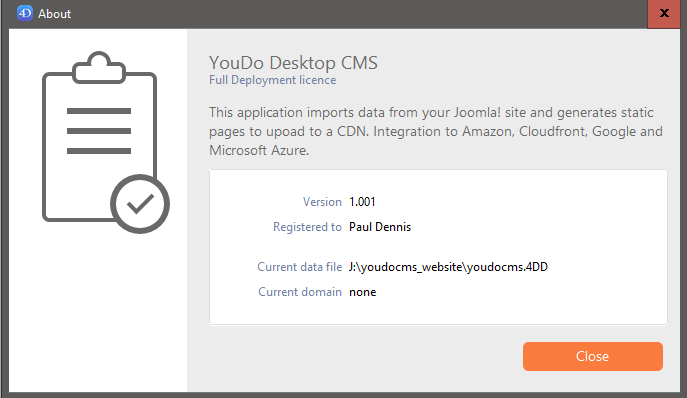 4D About x
YouDo Desktop CMS
Full Deployment licence
This application imports data from your Joomla! site and generates static
pages to upoad to a CDN. Integration to Amazon, Cloudfront, Google and
Microsoft Azure.
Version 1.001
Registered to Paul Dennis
Current data file J:\youdocms_website\youdocms.4DD
Current domain none
Close